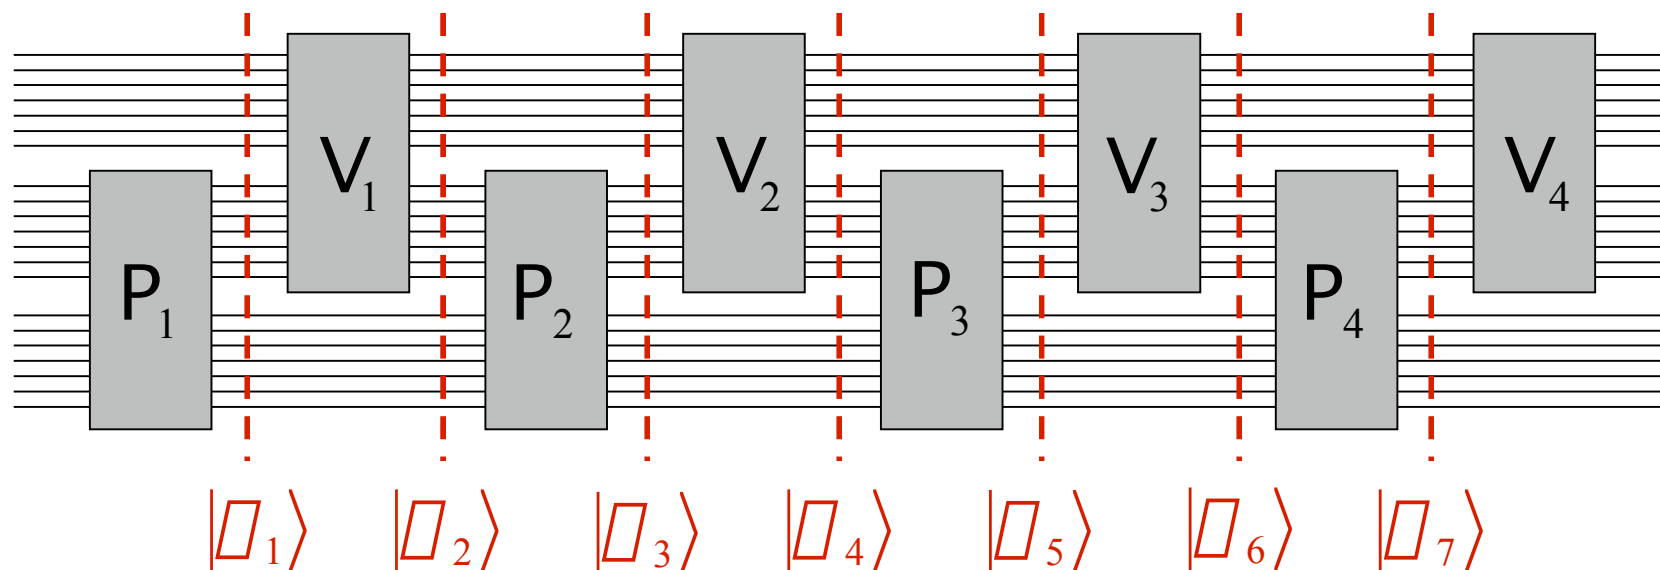 V₁ V₂ V₃ V₄
P₁ P₂ P₃ P₄
|▯₁⟩ |▯₂⟩ |▯₃⟩ |▯₄⟩ |▯₅⟩ |▯₆⟩ |▯₇⟩